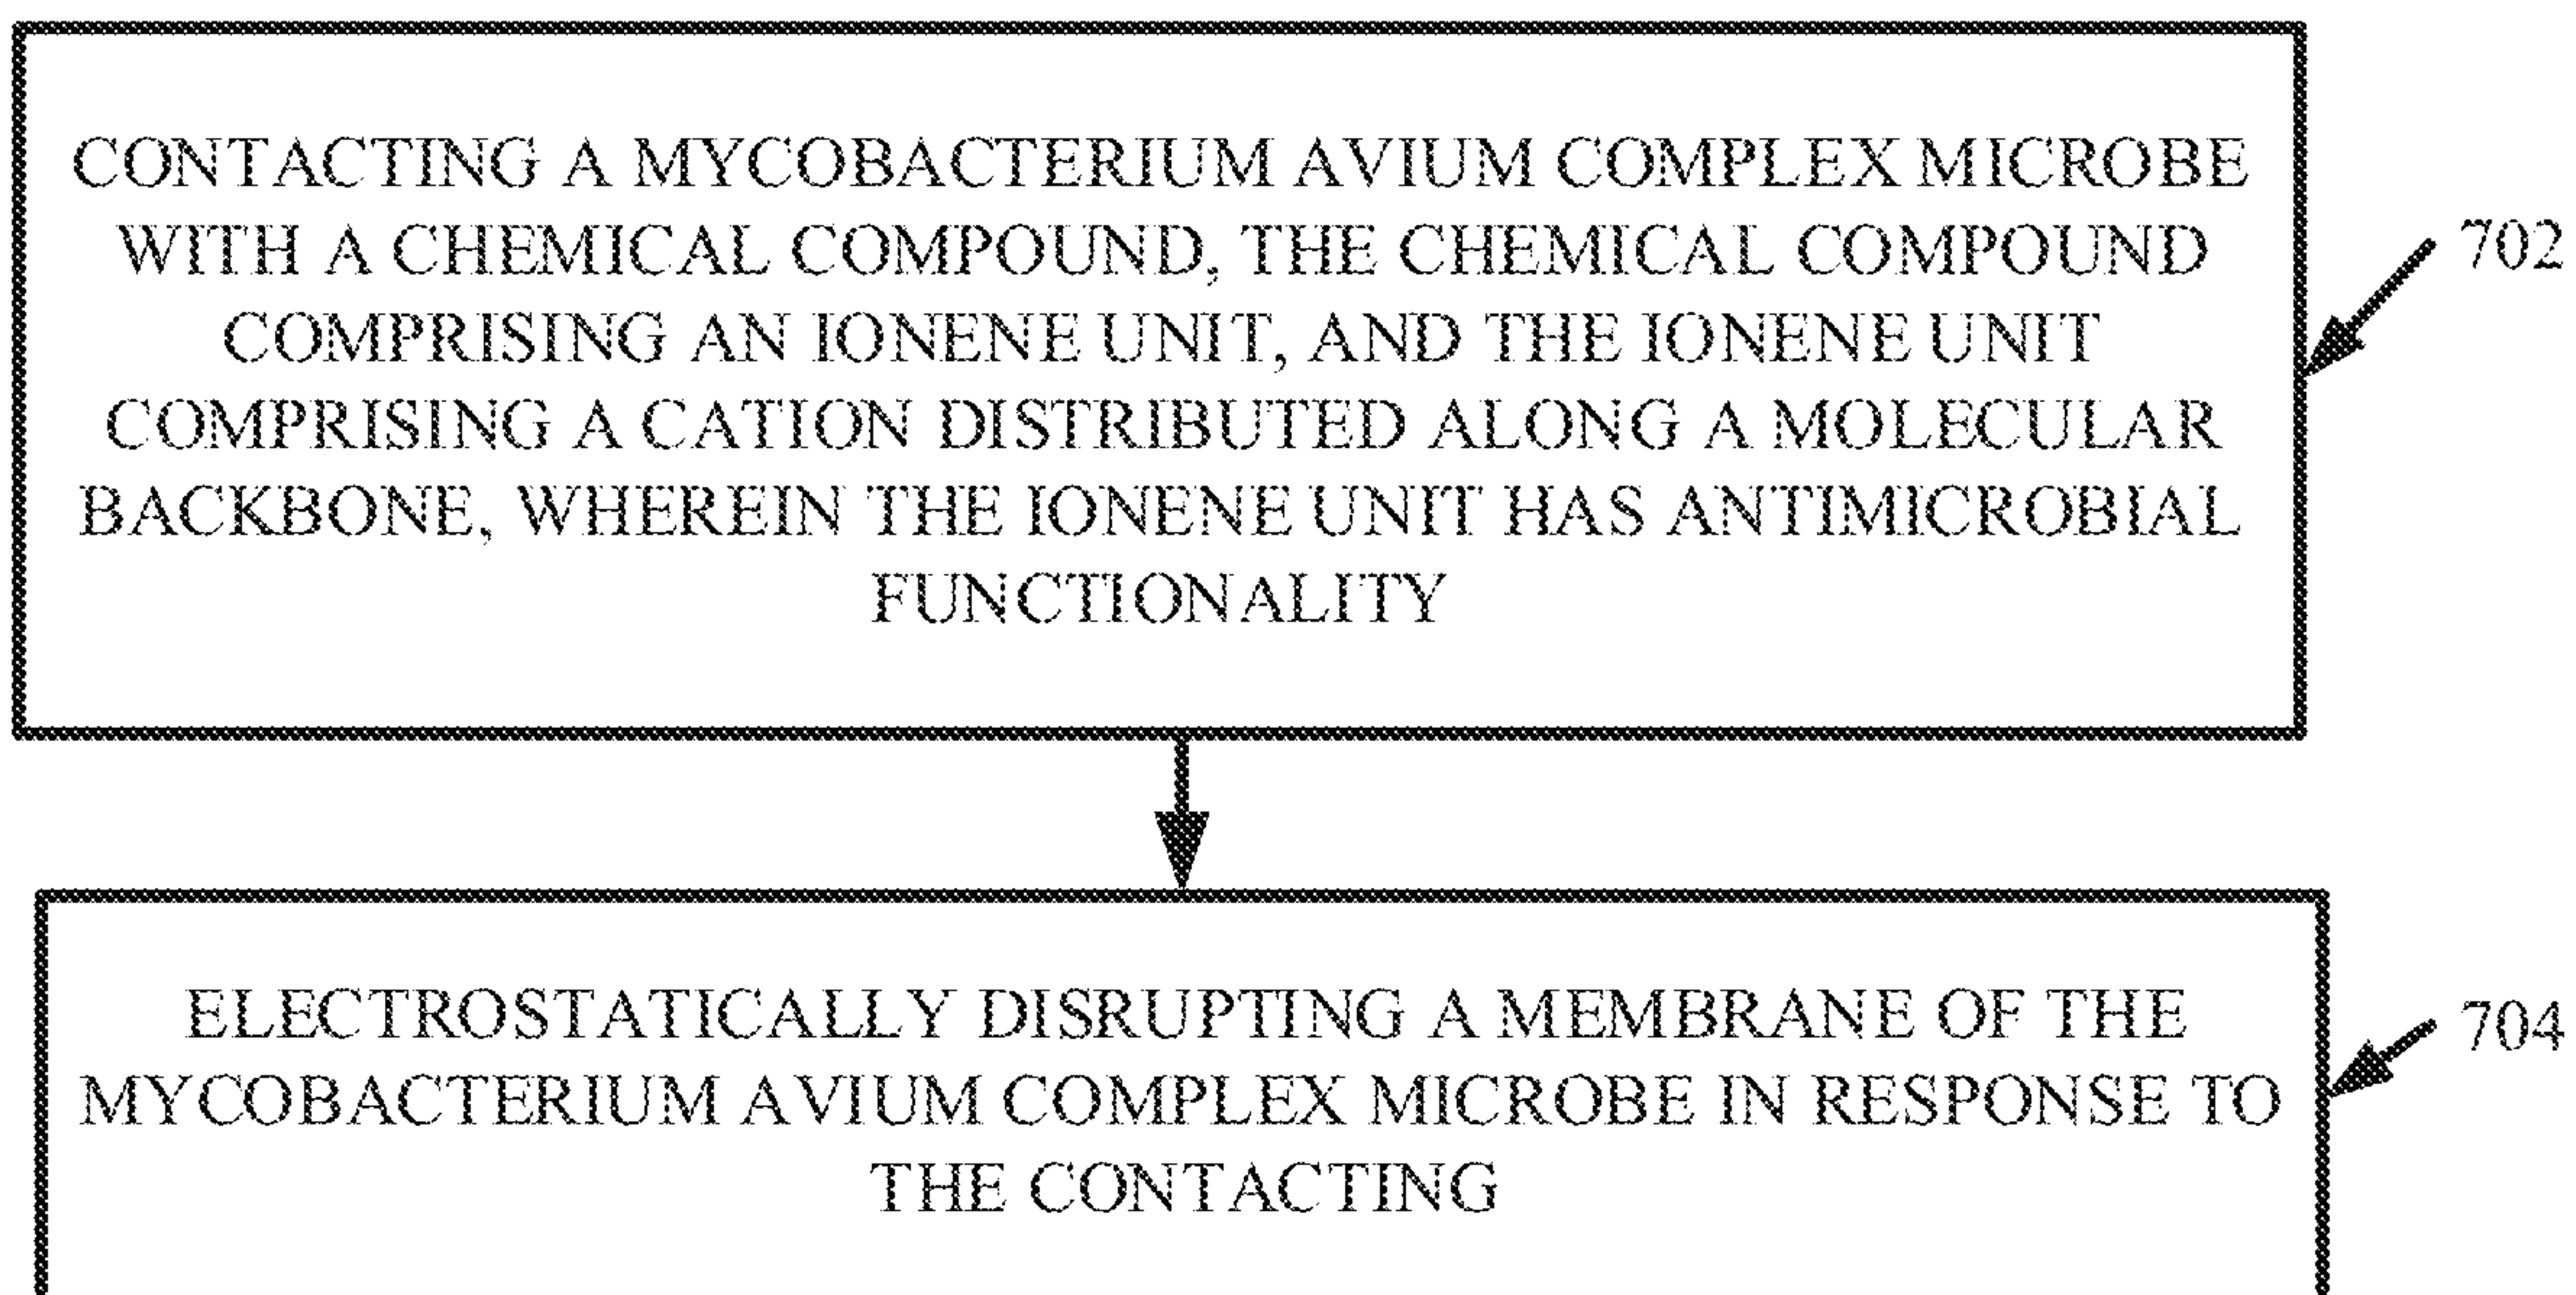 CONTACTING A MYCOBACTERIUM AVIUM COMPLEX MICROBE
WITH A CHEMICAL COMPOUND, THE CHEMICAL COMPOUND
COMPRISING AN IONENE UNIT, AND THE IONENE UNIT
COMPRISING A CATION DISTRIBUTED ALONG A MOLECULAR
BACKBONE, WHEREIN THE IONENE UNIT HAS ANTIMICROBIAL
FUNCTIONALITY
702
ELECTROSTATICALLY DISRUPTING A MEMBRANE OF THE
MYCOBACTERIUM AVIUM COMPLEX MICROBE IN RESPONSE TO
THE CONTACTING
704